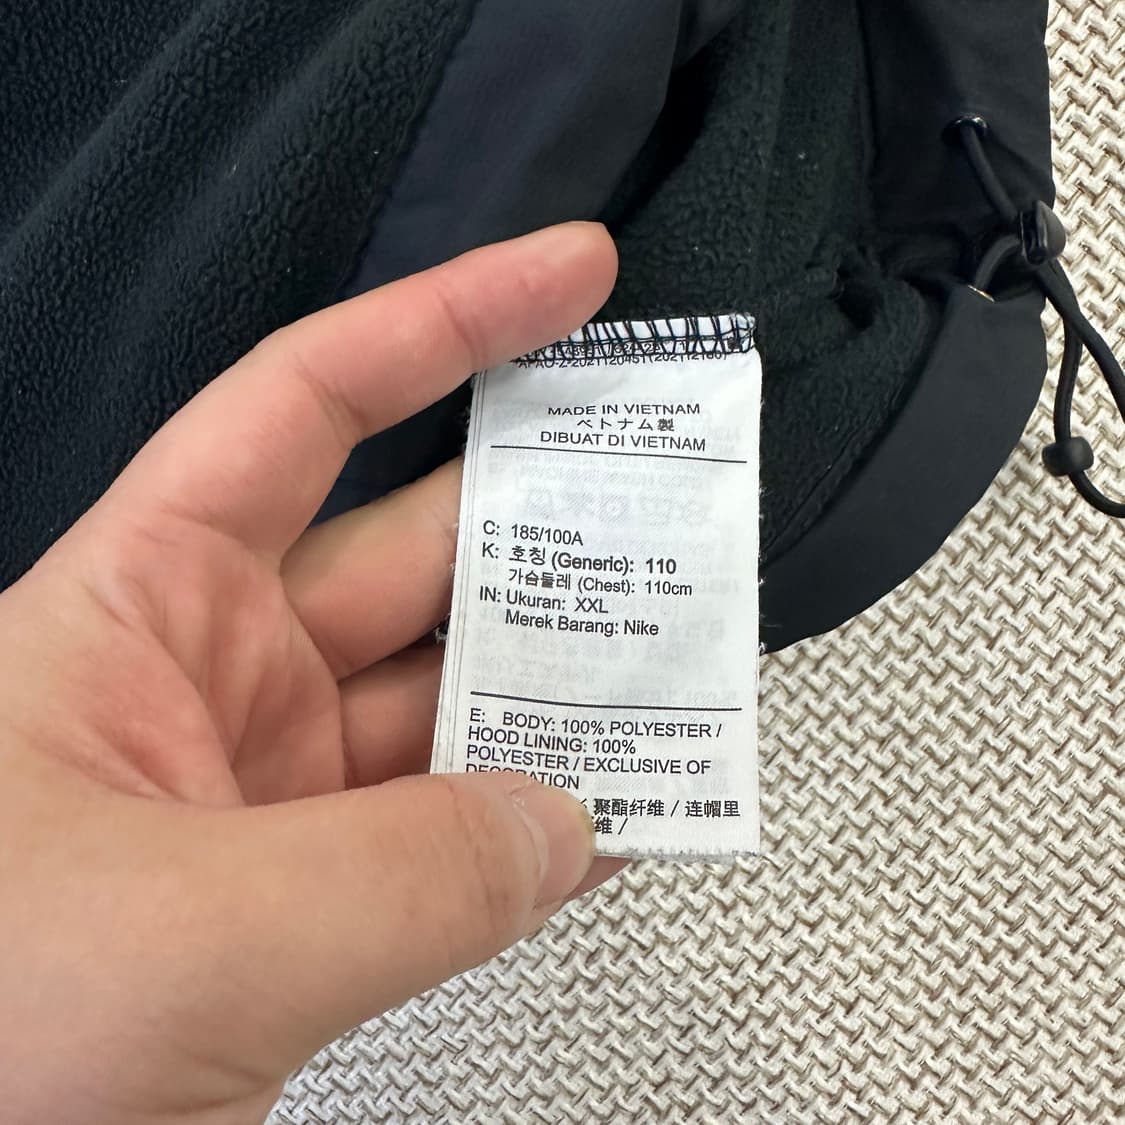 MADE IN VIETNAM
ベトナム製
DIBUAT DI VIETNAM
C: 185/100A
K: 호칭 (Generic): 110
가슴둘레 (Chest): 110cm
IN: Ukuran: XXL
Merek Barang: Nike
E: BODY: 100% POLYESTER /
HOOD LINING: 100%
POLYESTER / EXCLUSIVE OF
DECORATION
聚酯纤维 / 连帽里
维 /